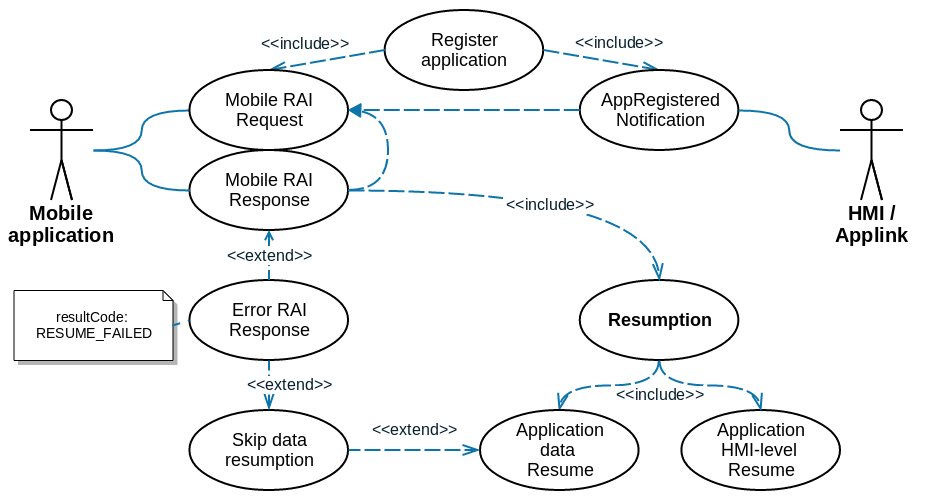 Register
application
<<include>>
<<include>>
Mobile RAI
Request
AppRegistered
Notification
Mobile RAI
Response
<<include>>
Mobile
application
HMI /
Applink
<<extend>>
resultCode:
RESUME_FAILED
Error RAI
Response
Resumption
<<extend>>
<<include>>
Skip data
resumption
<<extend>>
Application
data
Resume
Application
HMI-level
Resume